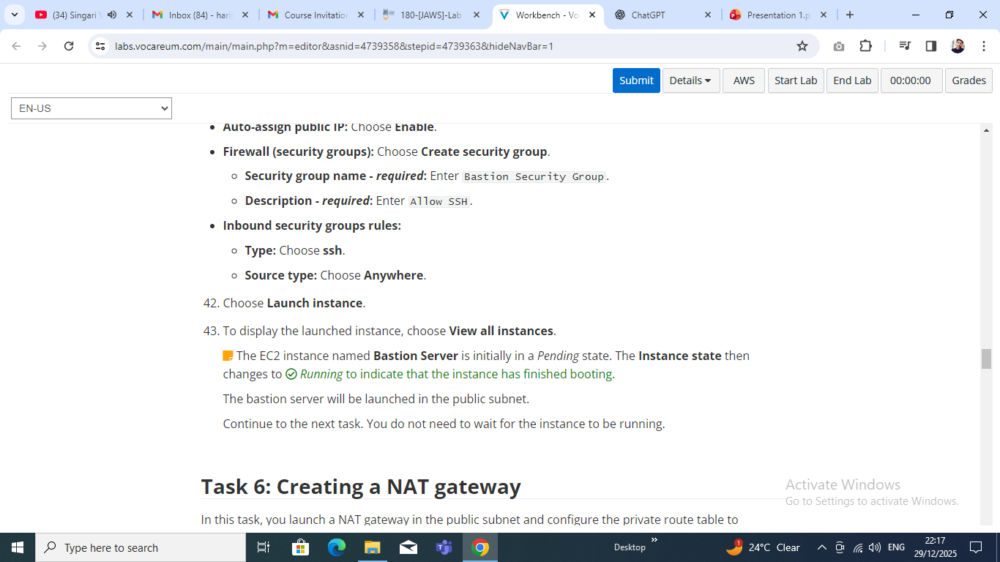 (34) Singari
Inbox (84) - hari
Course Invitation
180-[JAWS]-Lab
Workbench - Vo
ChatGPT
Presentation 1.p
labs.vocareum.com/main/main.php?m=editor&asnid=4739358&stepid=4739363&hideNavBar=1
Submit Details AWS Start Lab End Lab 00:00:00 Grades
EN-US
Auto-assign public IP: Choose Enable.
Firewall (security groups): Choose Create security group.
Security group name - required: Enter Bastion Security Group.
Description - required: Enter Allow SSH.
Inbound security groups rules:
Type: Choose ssh.
Source type: Choose Anywhere.
42. Choose Launch instance.
43. To display the launched instance, choose View all instances.
The EC2 instance named Bastion Server is initially in a Pending state. The Instance state then
changes to Running to indicate that the instance has finished booting.
The bastion server will be launched in the public subnet.
Continue to the next task. You do not need to wait for the instance to be running.
Task 6: Creating a NAT gateway
In this task, you launch a NAT gateway in the public subnet and configure the private route table to
Activate Windows
Go to Settings to activate Windows.
Type here to search
Desktop
1
24°C Clear
ENG
22:17
29/12/2025